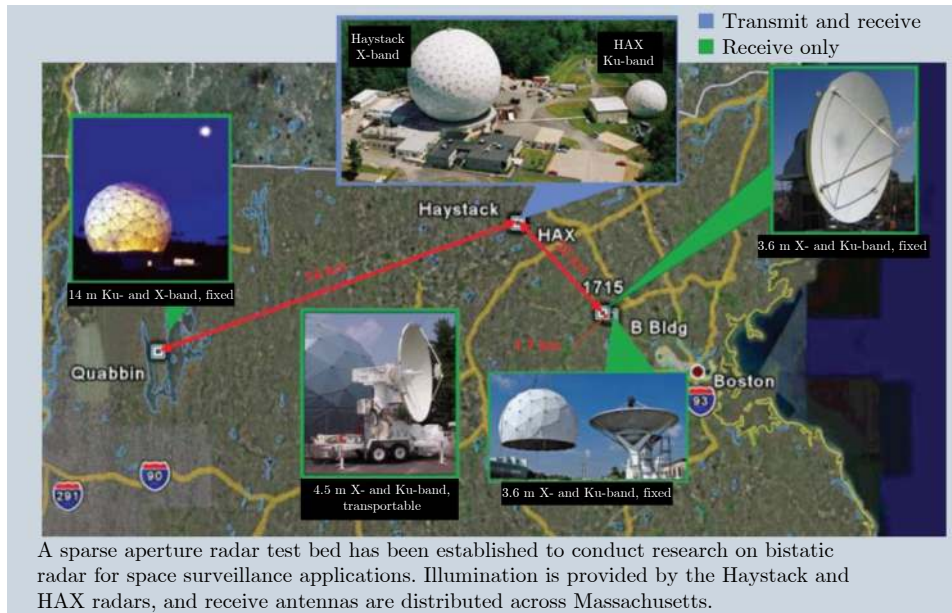 Transmit and receive
Receive only
Haystack
X-band
HAX
Ku-band
14 m Ku- and X-band, fixed
Haystack
HAX
3.6 m X- and Ku-band, fixed
1715
B Bldg
Quabbin
Boston
93
4.5 m X- and Ku-band,
transportable
3.6 m X- and Ku-band, fixed
90
291
A sparse aperture radar test bed has been established to conduct research on bistatic
radar for space surveillance applications. Illumination is provided by the Haystack and
HAX radars, and receive antennas are distributed across Massachusetts.